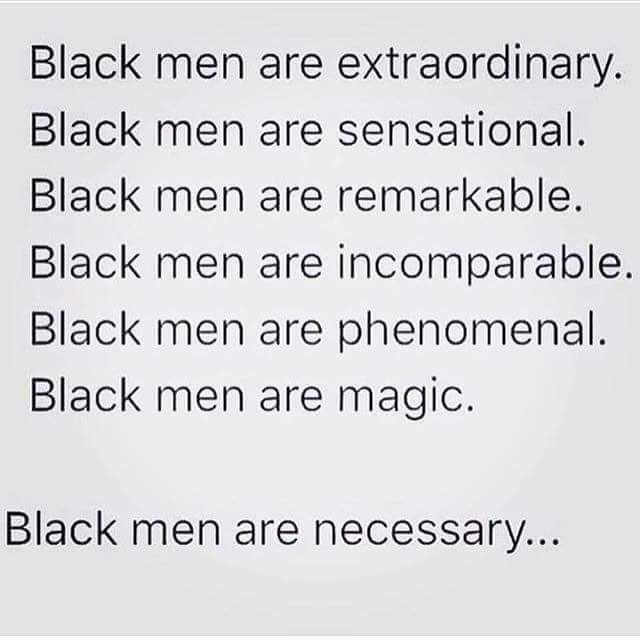 Black men are extraordinary.
Black men are sensational.
Black men are remarkable.
Black men are incomparable.
Black men are phenomenal.
Black men are magic.
Black men are necessary...